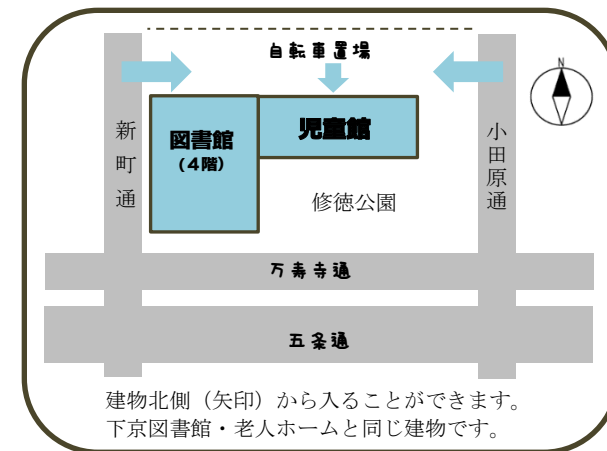 自転車置場
N
新町通
図書館
(4階)
児童館
小田原通
修徳公園
万寿寺通
五条通
建物北側（矢印）から入ることができます。
下京図書館・老人ホームと同じ建物です。